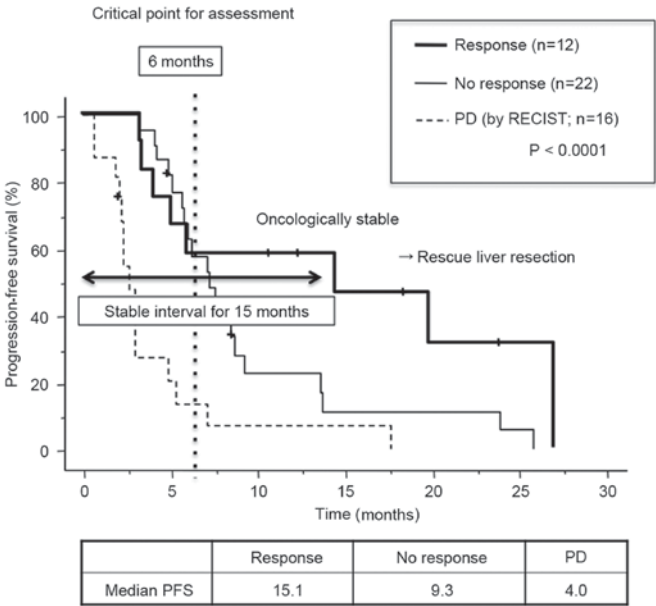 Critical point for assessment
6 months
Response (n=12)
No response (n=22)
PD (by RECIST; n=16)
P < 0.0001
Progression-free survival (%)
100
80
60
40
20
0
Oncologically stable
→ Rescue liver resection
Stable interval for 15 months
0 5 10 15 20 25 30
Time (months)
Response No response PD
Median PFS 15.1 9.3 4.0